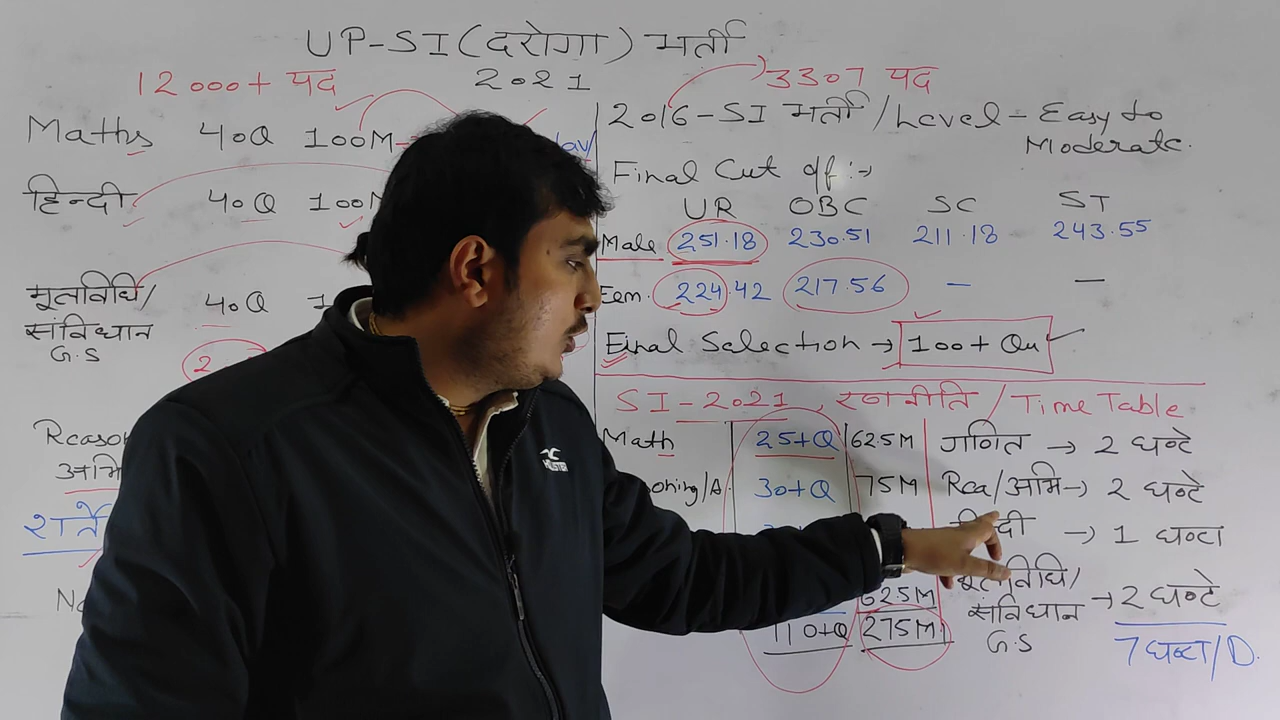 UP-SI (दरोगा) भर्ती
12000+ पद
2021
3307 पद
Maths 40Q 100M
हिन्दी 40Q 100M
मूलविधि/
संविधान
G.S
40Q 1
2
Reason
अभि
शर्ते
2016-SI भर्ती / Level - Easy to
Moderate.
Final Cut off :→
UR OBC SC ST
Male 251.18 230.51 211.18 243.55
Fem. 224.42 217.56 — —
Final Selection → 100+ Qu
SI-2021, रणनीति / Time Table
Math 25+Q 625M गणित → 2 घण्टे
oning/A. 30+Q 75M Rea/अभि → 2 घण्टे
न्दी → 1 घण्टा
625M मूलविधि/
संविधान → 2 घण्टे
G.S
110+Q 275M
7 घण्टा/D.